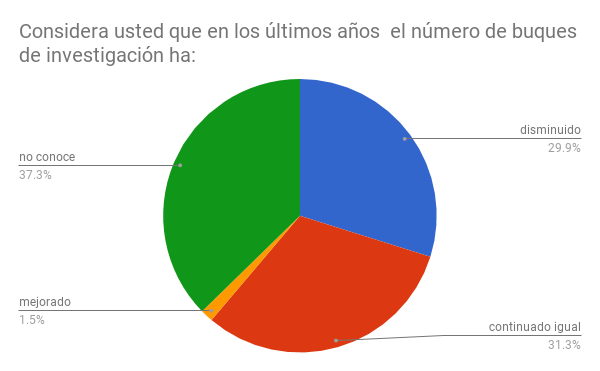 Considera usted que en los últimos años  el número de buques
de investigación ha:
disminuido
29.9%
no conoce
37.3%
mejorado
1.5%
continuado igual
31.3%